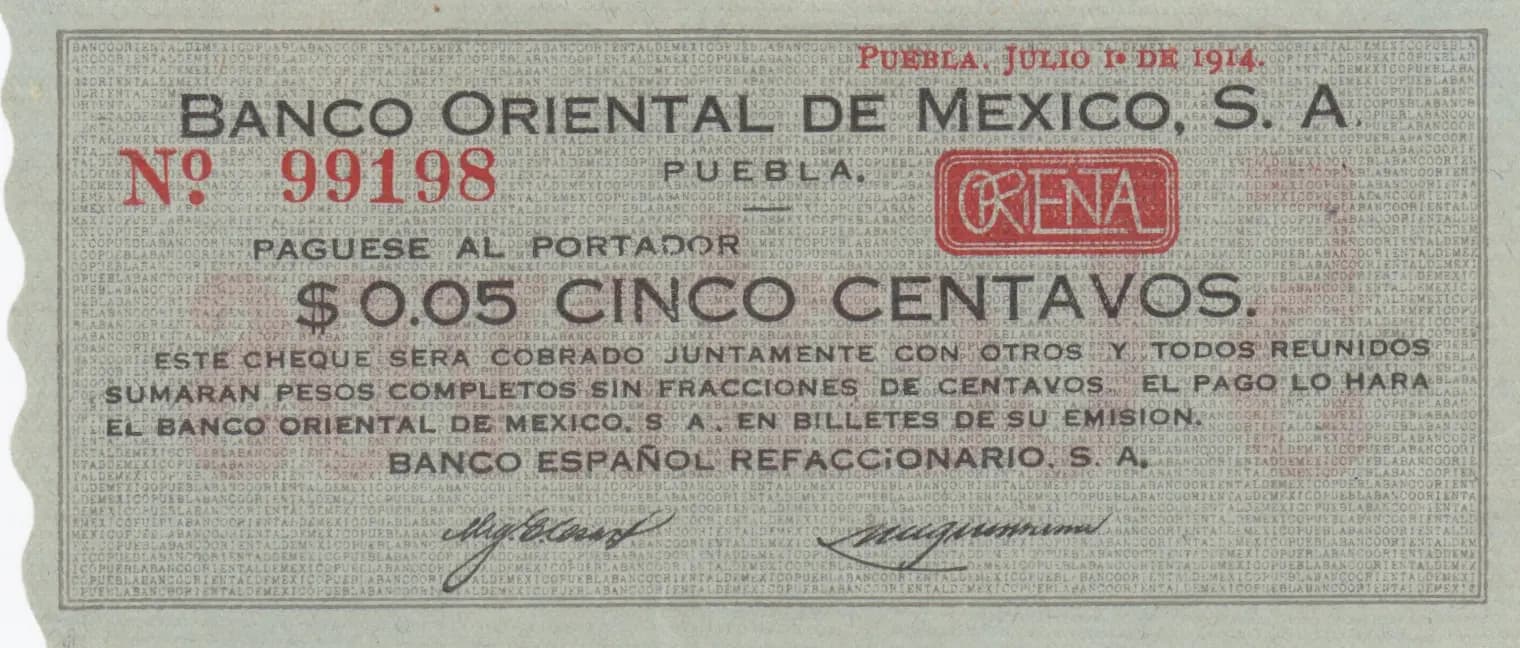 PUEBLA. JULIO 1º DE 1914.
BANCO ORIENTAL DE MEXICO, S. A.
Nº. 99198
PUEBLA.
ORIENTAL
PAGUESE AL PORTADOR
$ 0.05 CINCO CENTAVOS.
ESTE CHEQUE SERA COBRADO JUNTAMENTE CON OTROS Y TODOS REUNIDOS
SUMARAN PESOS COMPLETOS SIN FRACCIONES DE CENTAVOS. EL PAGO LO HARA
EL BANCO ORIENTAL DE MEXICO. S A. EN BILLETES DE SU EMISION.
BANCO ESPAÑOL REFACCiONARIO. S. A.